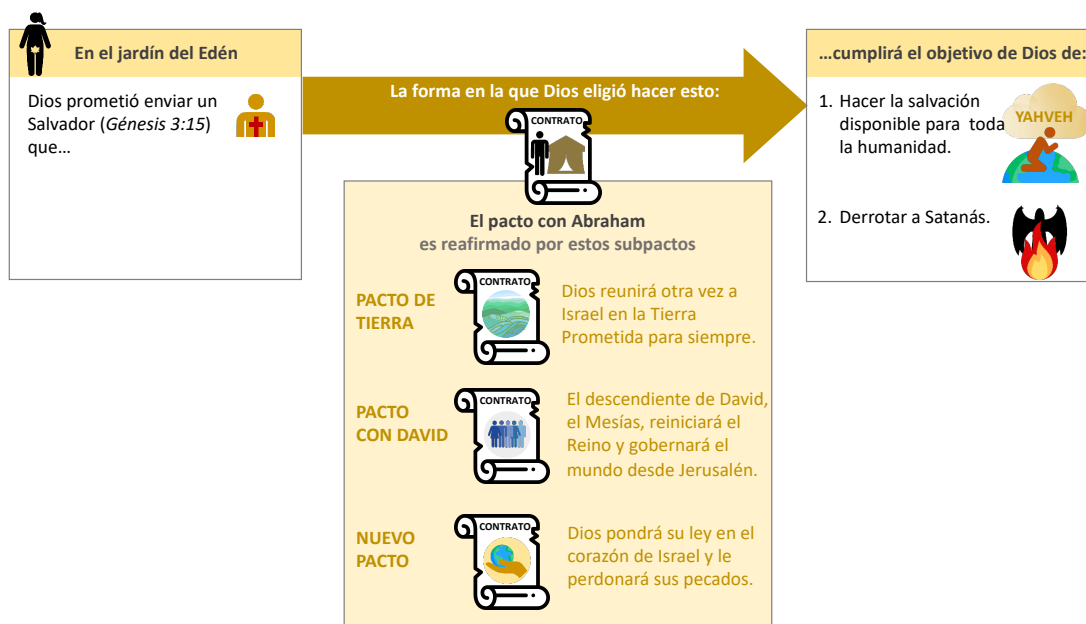 En el jardín del Edén
Dios prometió enviar un
Salvador (Génesis 3:15)
que…
La forma en la que Dios eligió hacer esto:
CONTRATO
El pacto con Abraham
es reafirmado por estos subpactos
PACTO DE
TIERRA
CONTRATO
Dios reunirá otra vez a
Israel en la Tierra
Prometida para siempre.
PACTO
CON DAVID
CONTRATO
El descendiente de David,
el Mesías, reiniciará el
Reino y gobernará el
mundo desde Jerusalén.
NUEVO
PACTO
CONTRATO
Dios pondrá su ley en el
corazón de Israel y le
perdonará sus pecados.
…cumplirá el objetivo de Dios de:
1. Hacer la salvación
disponible para toda
la humanidad.
YAHVEH
2. Derrotar a Satanás.